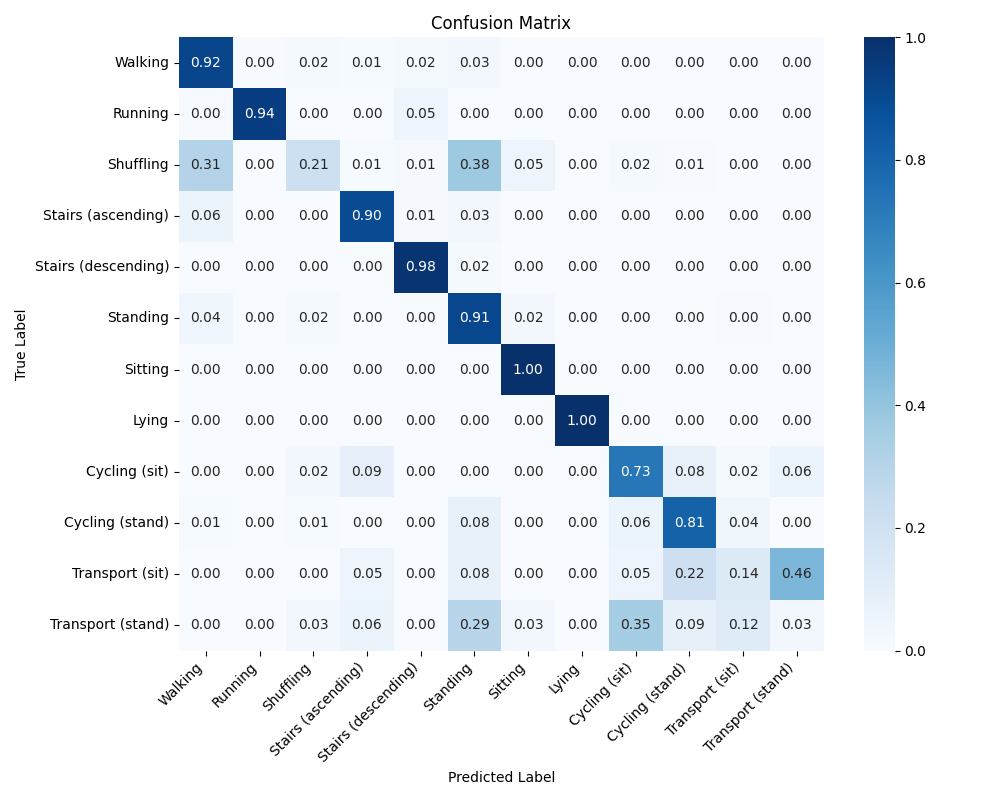 Confusion Matrix
True Label
Walking 0.92 0.00 0.02 0.01 0.02 0.03 0.00 0.00 0.00 0.00 0.00 0.00
Running 0.00 0.94 0.00 0.00 0.05 0.00 0.00 0.00 0.00 0.00 0.00 0.00
Shuffling 0.31 0.00 0.21 0.01 0.01 0.38 0.05 0.00 0.02 0.01 0.00 0.00
Stairs (ascending) 0.06 0.00 0.00 0.90 0.01 0.03 0.00 0.00 0.00 0.00 0.00 0.00
Stairs (descending) 0.00 0.00 0.00 0.00 0.98 0.02 0.00 0.00 0.00 0.00 0.00 0.00
Standing 0.04 0.00 0.02 0.00 0.00 0.91 0.02 0.00 0.00 0.00 0.00 0.00
Sitting 0.00 0.00 0.00 0.00 0.00 0.00 1.00 0.00 0.00 0.00 0.00 0.00
Lying 0.00 0.00 0.00 0.00 0.00 0.00 0.00 1.00 0.00 0.00 0.00 0.00
Cycling (sit) 0.00 0.00 0.02 0.09 0.00 0.00 0.00 0.00 0.73 0.08 0.02 0.06
Cycling (stand) 0.01 0.00 0.01 0.00 0.00 0.08 0.00 0.00 0.06 0.81 0.04 0.00
Transport (sit) 0.00 0.00 0.00 0.05 0.00 0.08 0.00 0.00 0.05 0.22 0.14 0.46
Transport (stand) 0.00 0.00 0.03 0.06 0.00 0.29 0.03 0.00 0.35 0.09 0.12 0.03
Walking
Running
Shuffling
Stairs (ascending)
Stairs (descending)
Standing
Sitting
Lying
Cycling (sit)
Cycling (stand)
Transport (sit)
Transport (stand)
Predicted Label
1.0
0.8
0.6
0.4
0.2
0.0